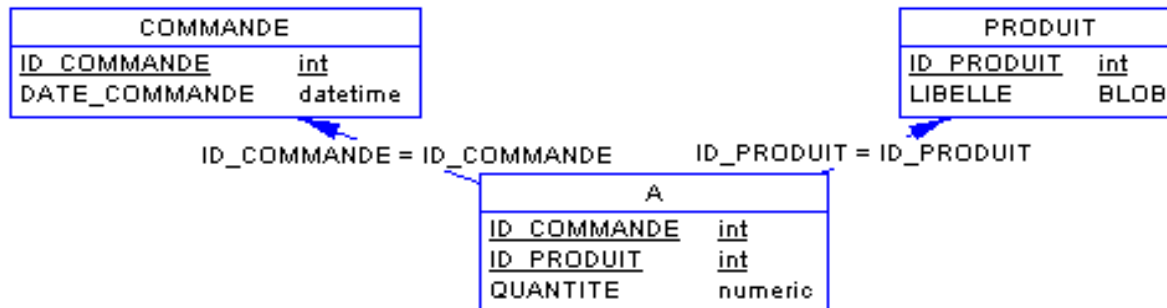 COMMANDE
ID_COMMANDE int
DATE_COMMANDE datetime
PRODUIT
ID_PRODUIT int
LIBELLE BLOB
ID_COMMANDE = ID_COMMANDE
ID_PRODUIT = ID_PRODUIT
A
ID_COMMANDE int
ID_PRODUIT int
QUANTITE numeric